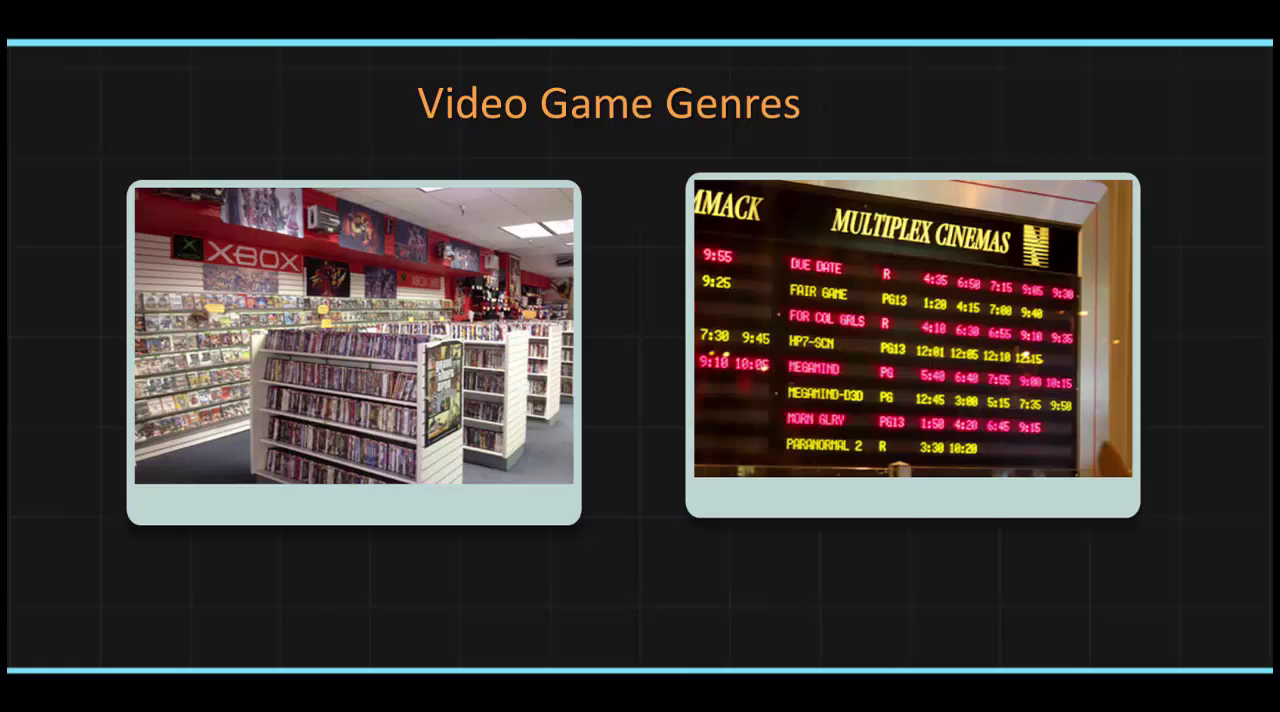 Video Game Genres
XBOX
XBOX 360
MMACK
MULTIPLEX CINEMAS
9:55
9:25
7:30 9:45
9:10 10:05
DUE DATE R 4:35 6:50 7:15 9:05 9:30
FAIR GAME PG13 1:20 4:15 7:00 9:40
FOR COL GRLS R 4:10 6:30 6:55 9:10 9:35
HP7-SCN PG13 12:01 12:05 12:10 12:15
MEGAMIND PG 5:40 6:40 7:55 9:00 10:15
MEGAMIND-D3D PG 12:45 3:00 5:15 7:35 9:50
MORN GLRY PG13 1:50 4:20 6:45 9:15
PARANORMAL 2 R 3:30 10:20